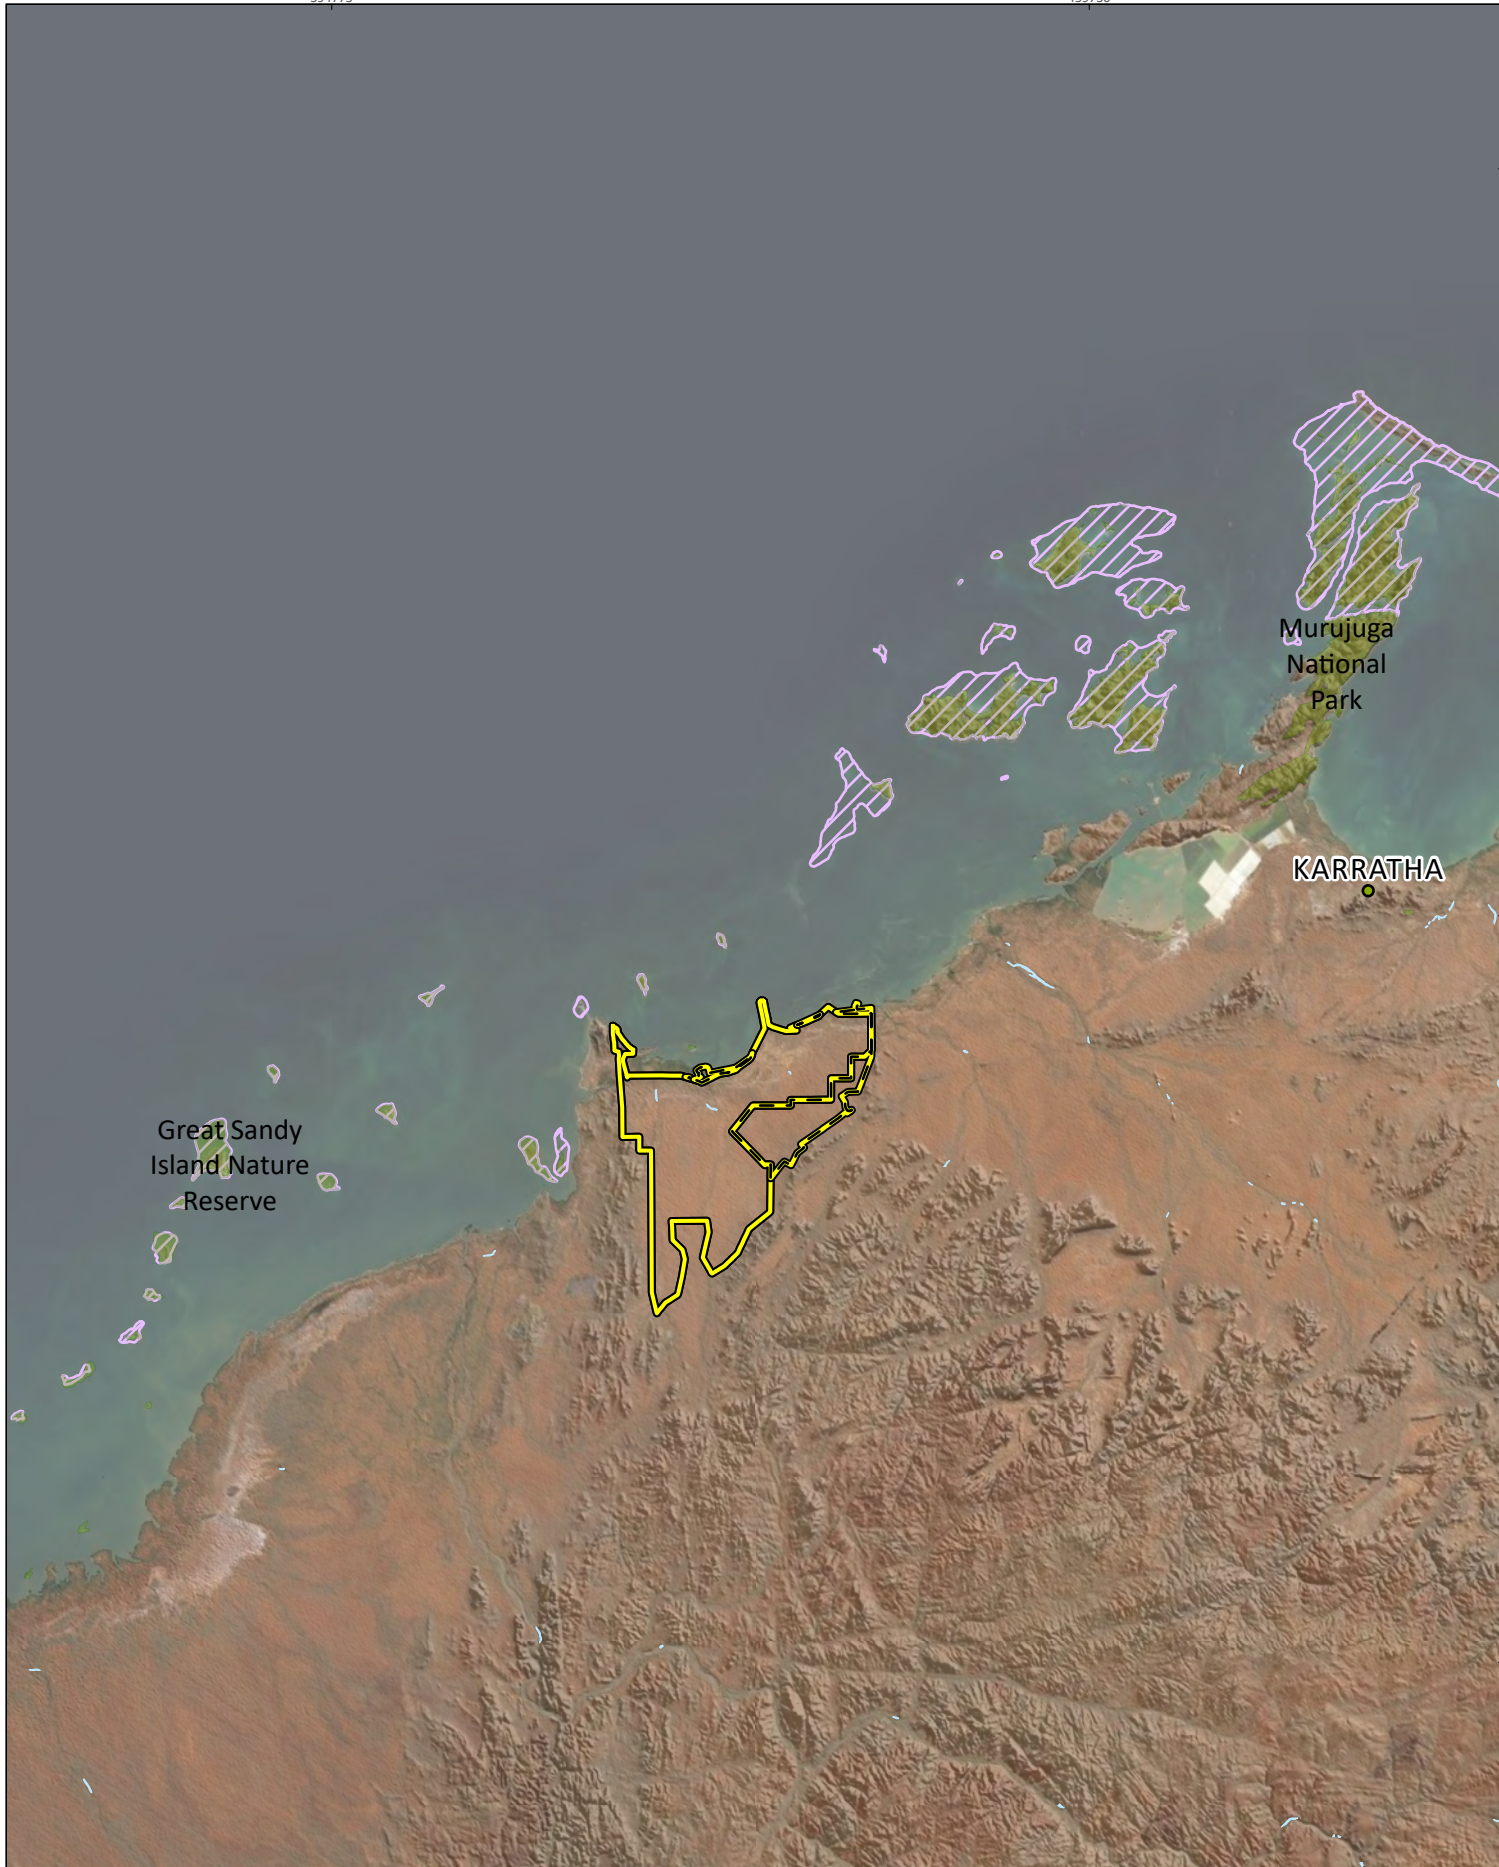 Murujuga
National
Park
KARRATHA
Great Sandy
Island Nature
Reserve